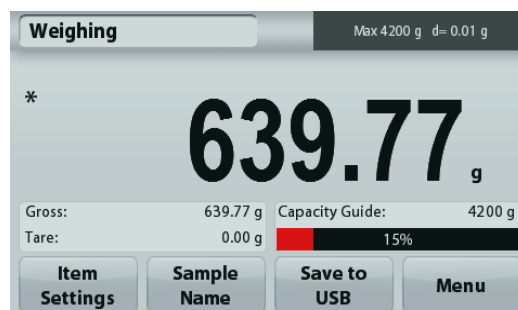 Weighing
Max 4200 g d= 0.01 g
*
639.77 g
Gross: 639.77 g
Tare: 0.00 g
Capacity Guide: 4200 g
15%
Item Settings
Sample Name
Save to USB
Menu